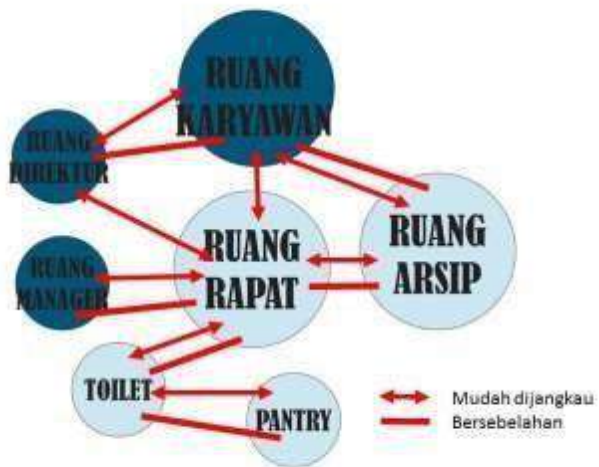 RUANG
KARYAWAN
RUANG
DIREKTUR
RUANG
RAPAT
RUANG
ARSIP
RUANG
MANAGER
TOILET
PANTRY
Mudah dijangkau
Bersebelahan